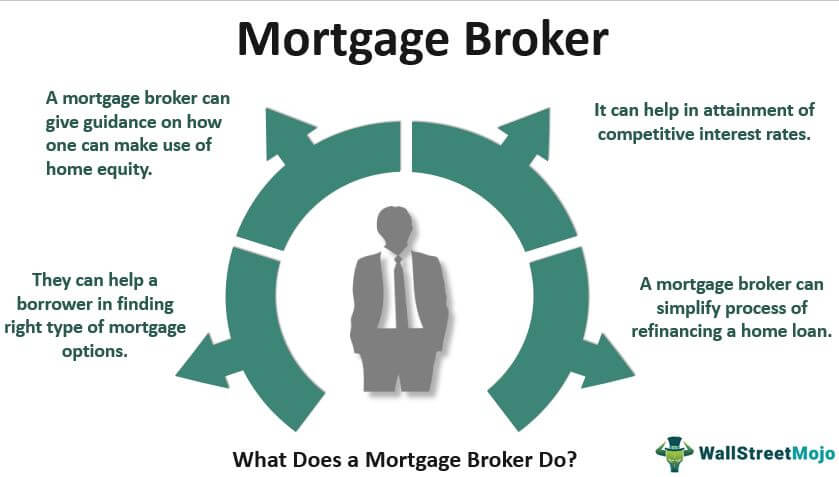 Mortgage Broker
A mortgage broker can
give guidance on how
one can make use of
home equity.
It can help in attainment of
competitive interest rates.
They can help a
borrower in finding
right type of mortgage
options.
A mortgage broker can
simplify process of
refinancing a home loan.
What Does a Mortgage Broker Do?
WallStreetMojo